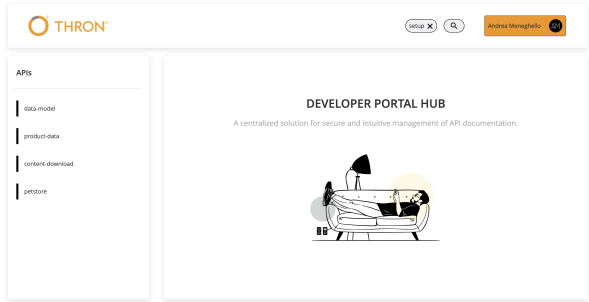 THRON
setup
Andrea Meneghello
AM
APIs
data-model
product-data
content-download
petstore
DEVELOPER PORTAL HUB
A centralized solution for secure and intuitive management of API documentation.